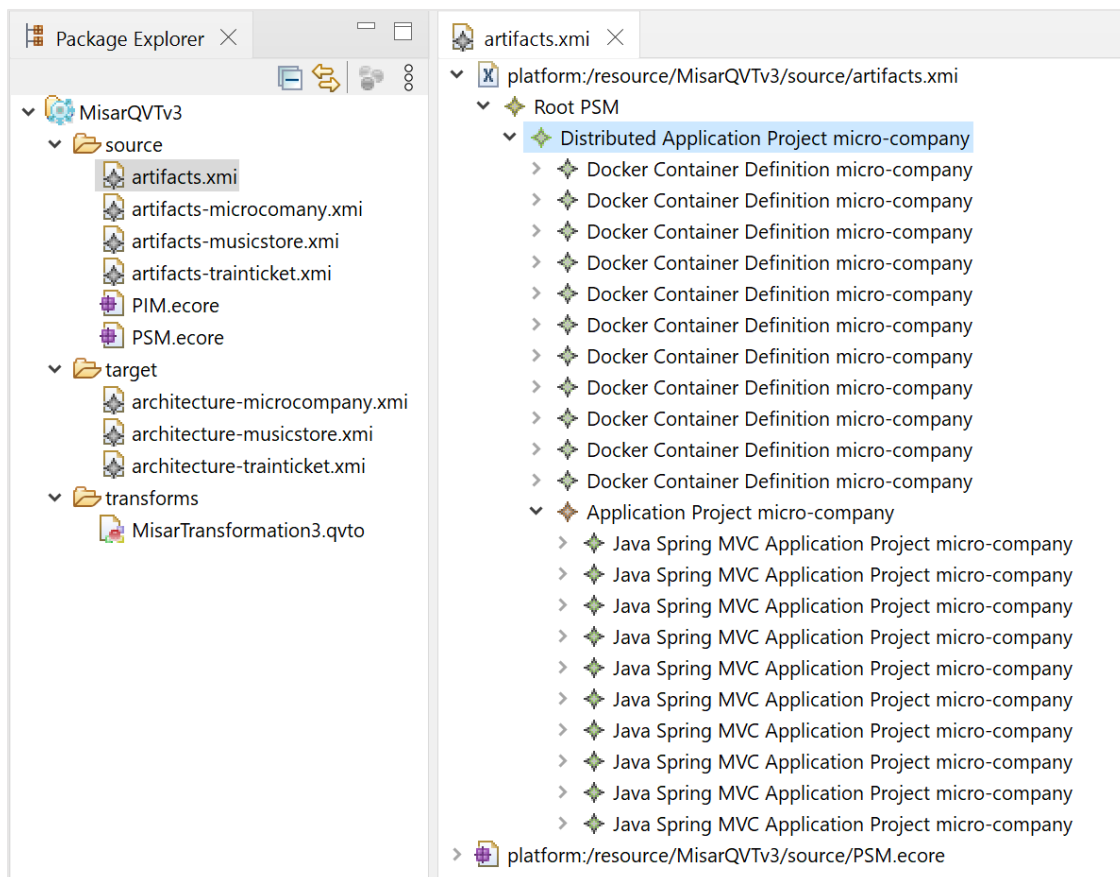 Package Explorer
MisarQVTv3
source
artifacts.xmi
artifacts-microcomany.xmi
artifacts-musicstore.xmi
artifacts-trainticket.xmi
PIM.ecore
PSM.ecore
target
architecture-microcompany.xmi
architecture-musicstore.xmi
architecture-trainticket.xmi
transforms
MisarTransformation3.qvto
artifacts.xmi
platform:/resource/MisarQVTv3/source/artifacts.xmi
Root PSM
Distributed Application Project micro-company
Docker Container Definition micro-company
Docker Container Definition micro-company
Docker Container Definition micro-company
Docker Container Definition micro-company
Docker Container Definition micro-company
Docker Container Definition micro-company
Docker Container Definition micro-company
Docker Container Definition micro-company
Docker Container Definition micro-company
Docker Container Definition micro-company
Docker Container Definition micro-company
Application Project micro-company
Java Spring MVC Application Project micro-company
Java Spring MVC Application Project micro-company
Java Spring MVC Application Project micro-company
Java Spring MVC Application Project micro-company
Java Spring MVC Application Project micro-company
Java Spring MVC Application Project micro-company
Java Spring MVC Application Project micro-company
Java Spring MVC Application Project micro-company
Java Spring MVC Application Project micro-company
Java Spring MVC Application Project micro-company
platform:/resource/MisarQVTv3/source/PSM.ecore